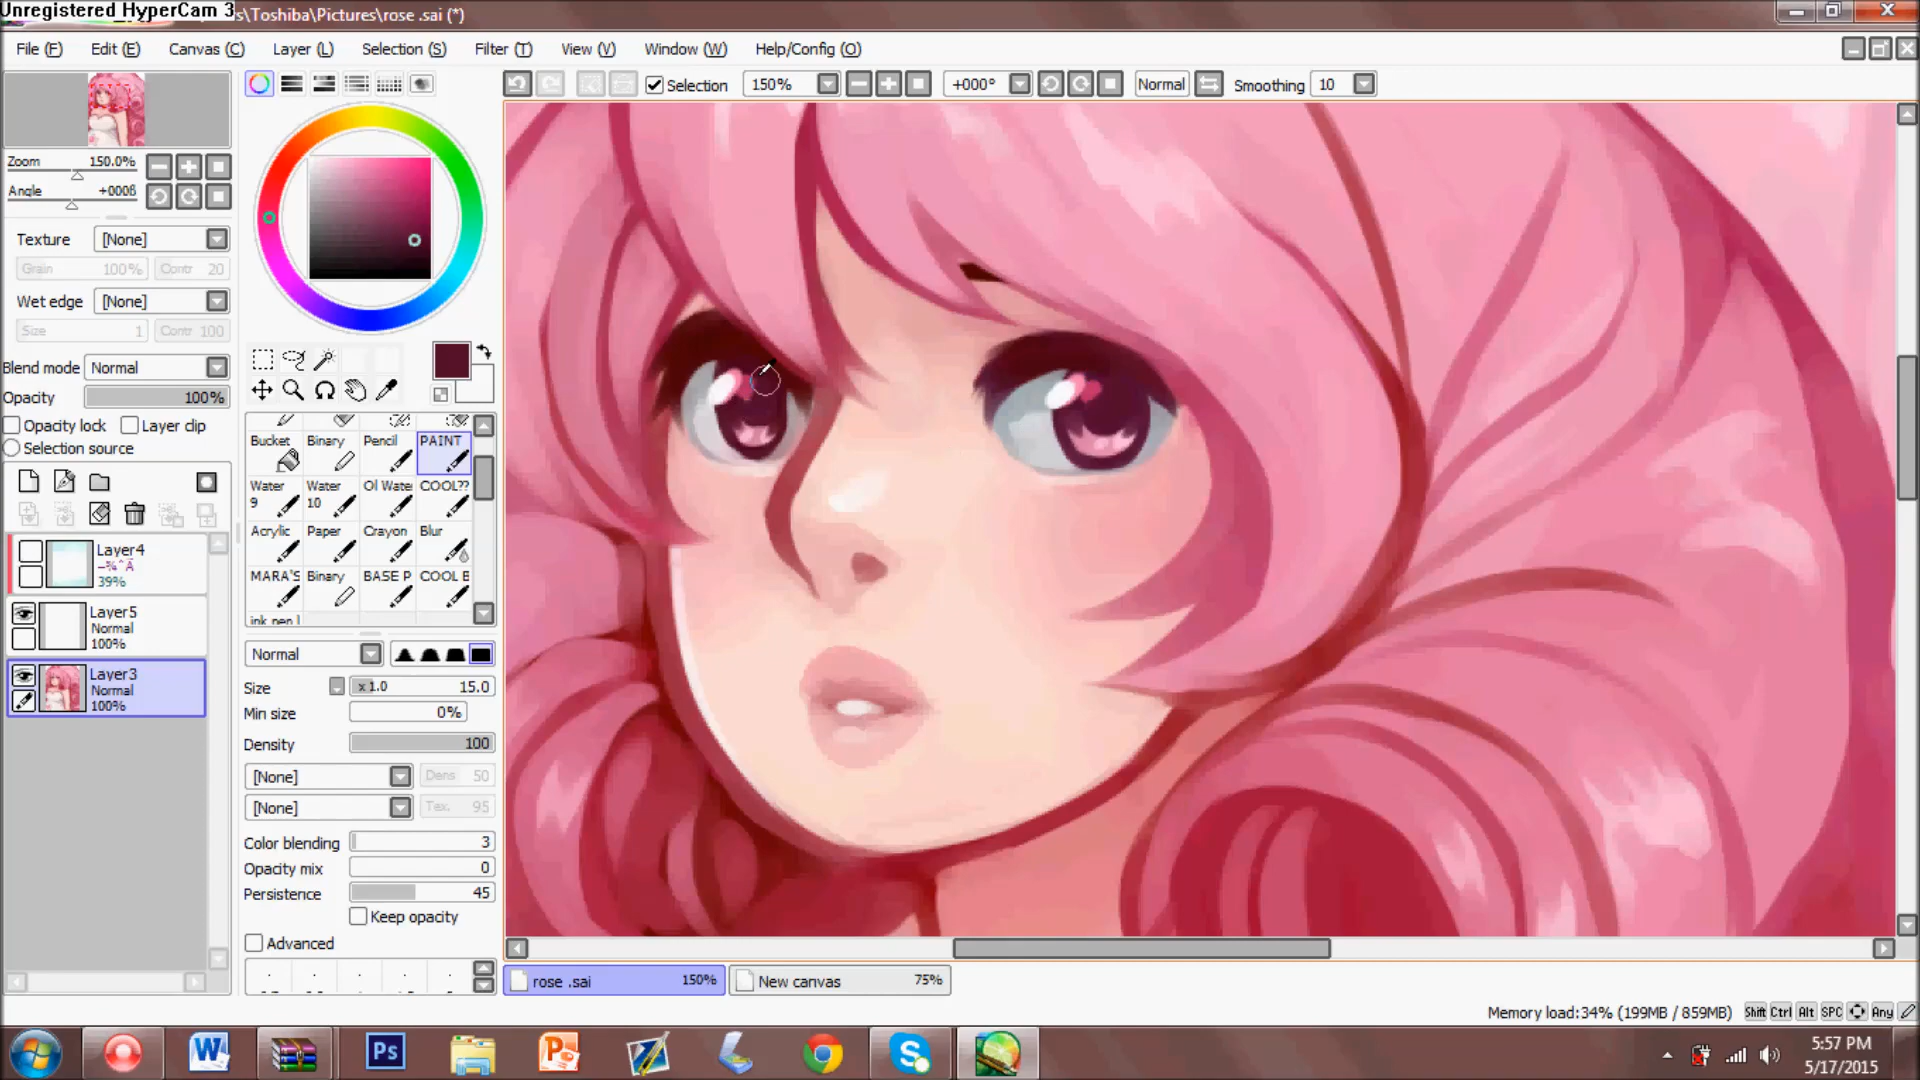 Unregistered HyperCam 3
s\Toshiba\Pictures\rose .sai (*)
File (F) Edit (E) Canvas (C) Layer (L) Selection (S) Filter (T) View (V) Window (W) Help/Config (O)
Selection 150% +000° Normal Smoothing 10
Zoom 150.0%
Angle +000ß
Texture [None]
Grain 100% Contr 20
Wet edge [None]
Size 1 Contr 100
Blend mode Normal
Opacity 100%
Opacity lock Layer clip
Selection source
Layer4
39%
Layer5
Normal
100%
Layer3
Normal
100%
Bucket Binary Pencil PAINT
Water 9 Water 10 Ol Wate COOL??
Acrylic Paper Crayon Blur
MARA'S Binary BASE P COOL E
Normal
Size x1.0 15.0
Min size 0%
Density 100
[None] Dens 50
[None] Tex. 95
Color blending 3
Opacity mix 0
Persistence 45
Keep opacity
Advanced
rose .sai 150% New canvas 75%
Memory load:34% (199MB / 859MB) Shift Ctrl Alt SPC Any
Ps
5:57 PM
5/17/2015